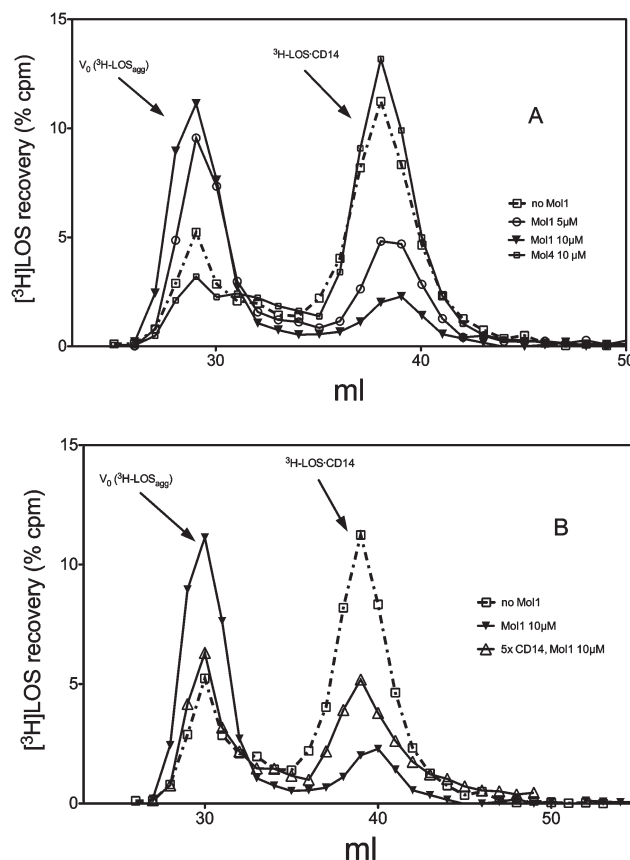 15
V0 (3H-LOSagg)
3H-LOS·CD14
A
10
5
0
[3H]LOS recovery (% cpm)
no Mol1
Mol1 5µM
Mol1 10µM
Mol4 10 µM
30
40
50
ml
15
V0 (3H-LOSagg)
3H-LOS·CD14
B
10
5
0
[3H]LOS recovery (% cpm)
no Mol1
Mol1 10µM
5x CD14, Mol1 10µM
30
40
50
ml